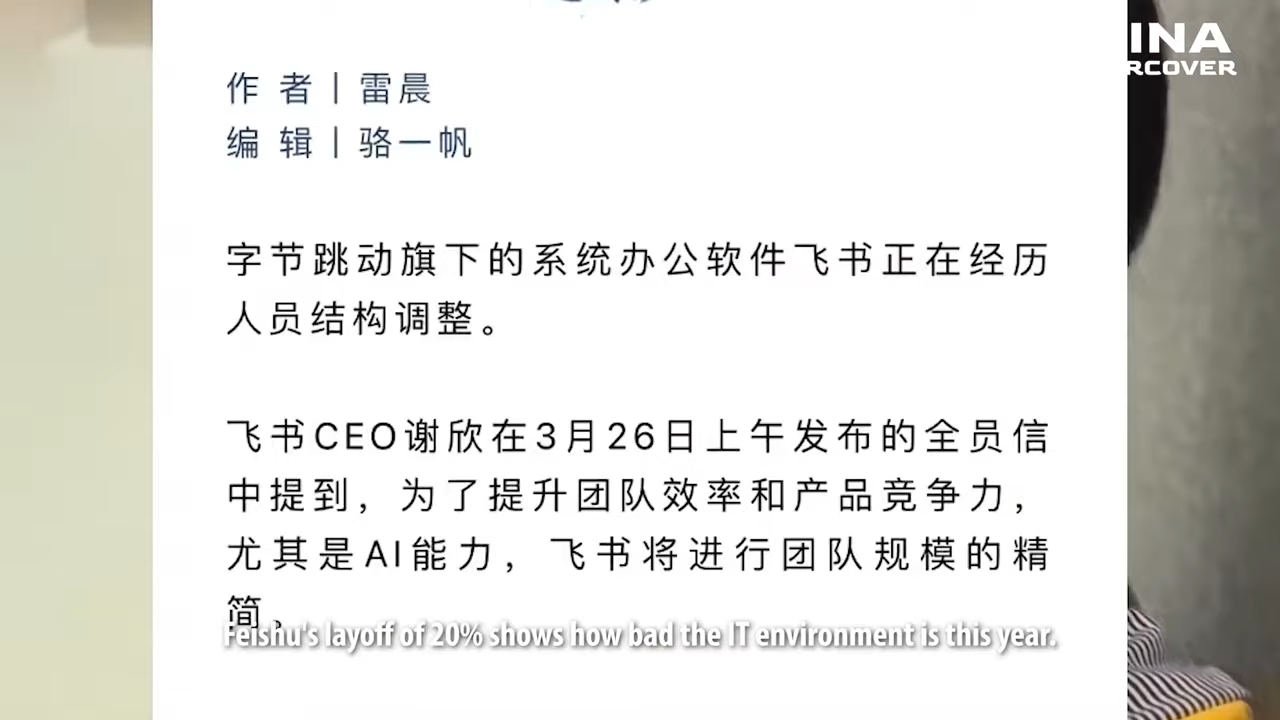 INA
RCOVER
作 者丨雷晨
编 辑丨骆一帆
字节跳动旗下的系统办公软件飞书正在经历
人员结构调整。
飞书CEO谢欣在3月26日上午发布的全员信
中提到，为了提升团队效率和产品竞争力，
尤其是AI能力，飞书将进行团队规模的精
简。
Feishu's layoff of 20% shows how bad the IT environment is this year.